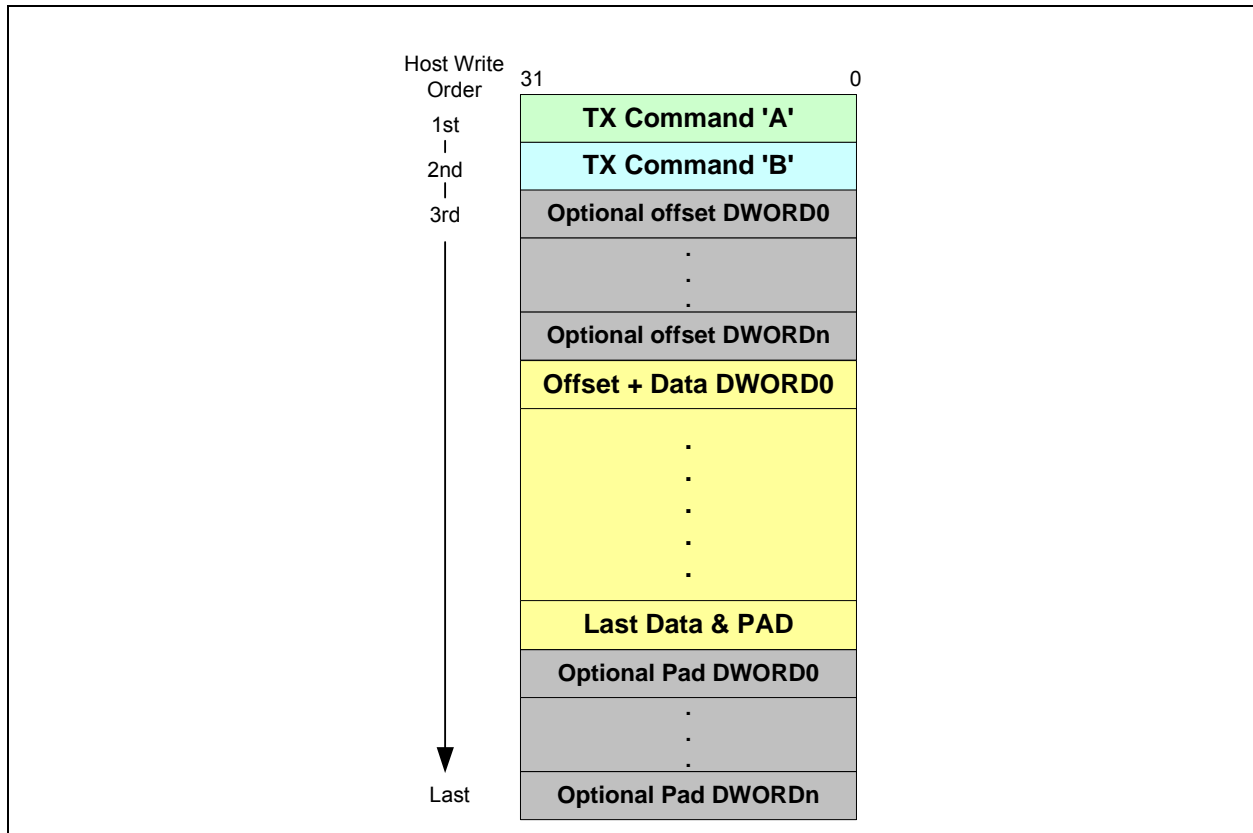 Host Write
Order
31
0
1st
TX Command 'A'
2nd
TX Command 'B'
3rd
Optional offset DWORD0
.
.
.
Optional offset DWORDn
Offset + Data DWORD0
.
.
.
.
.
Last Data & PAD
Optional Pad DWORD0
.
.
.
Last
Optional Pad DWORDn